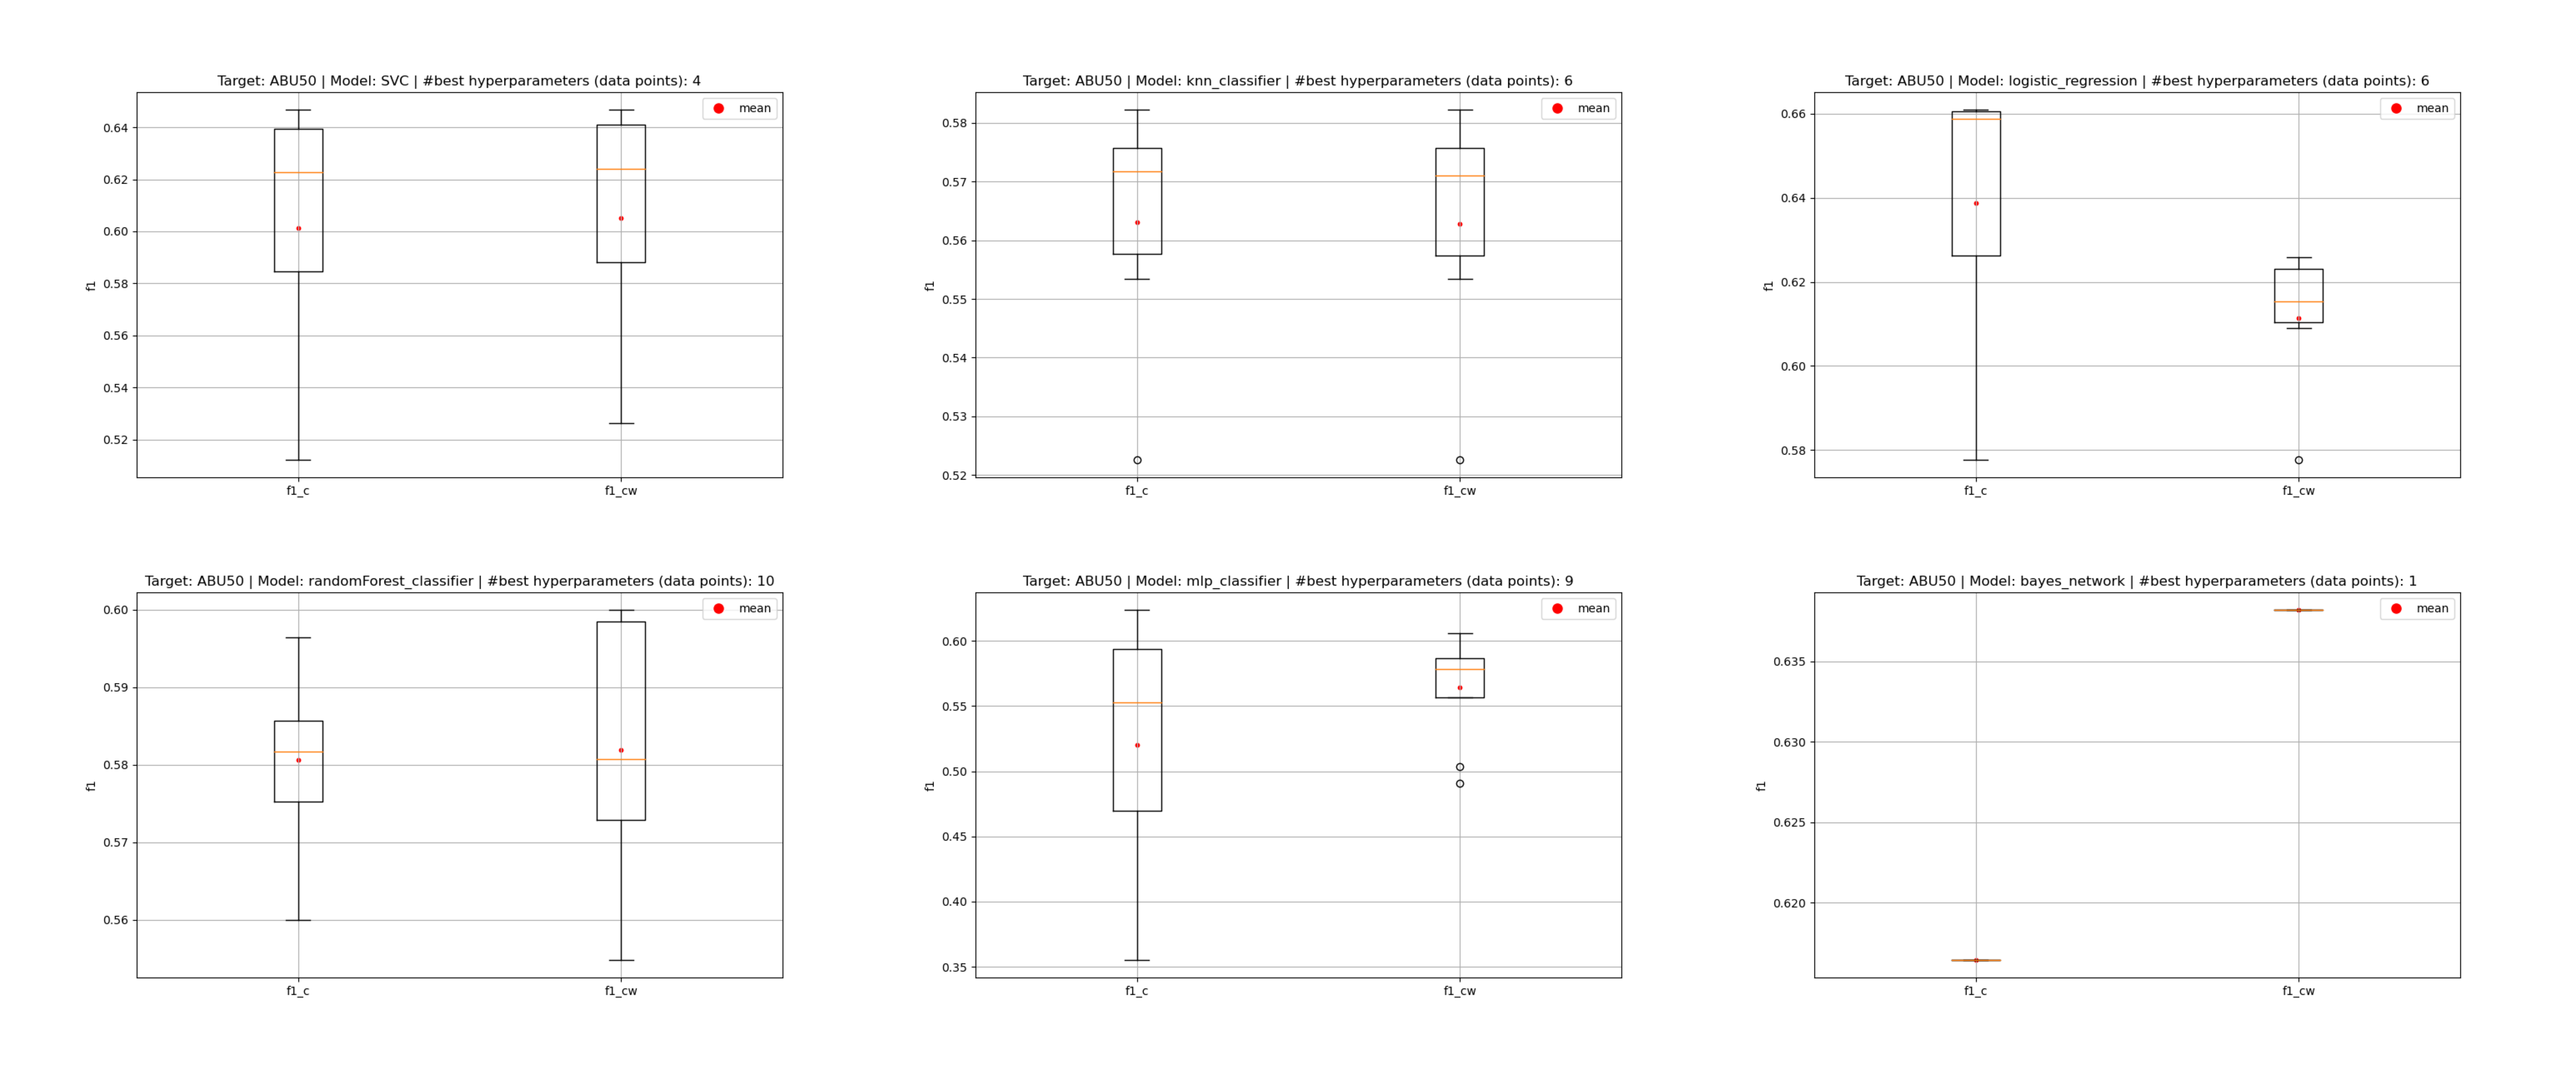 Target: ABU50 | Model: SVC | #best hyperparameters (data points): 4
mean
0.64
0.62
0.60
0.58
0.56
0.54
0.52
f1
f1_c
f1_cw
Target: ABU50 | Model: knn_classifier | #best hyperparameters (data points): 6
mean
0.58
0.57
0.56
0.55
0.54
0.53
0.52
f1
f1_c
f1_cw
Target: ABU50 | Model: logistic_regression | #best hyperparameters (data points): 6
mean
0.66
0.64
0.62
0.60
0.58
f1
f1_c
f1_cw
Target: ABU50 | Model: randomForest_classifier | #best hyperparameters (data points): 10
mean
0.60
0.59
0.58
0.57
0.56
f1
f1_c
f1_cw
Target: ABU50 | Model: mlp_classifier | #best hyperparameters (data points): 9
mean
0.60
0.55
0.50
0.45
0.40
0.35
f1
f1_c
f1_cw
Target: ABU50 | Model: bayes_network | #best hyperparameters (data points): 1
mean
0.635
0.630
0.625
0.620
f1
f1_c
f1_cw